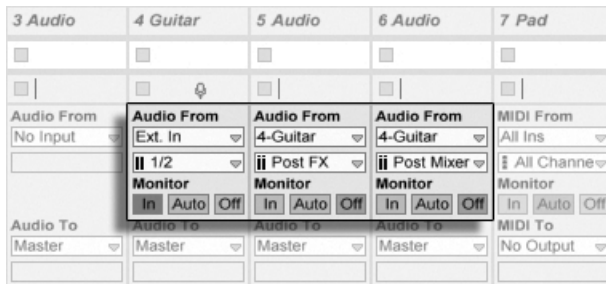 3 Audio 4 Guitar 5 Audio 6 Audio 7 Pad
Audio From Audio From Audio From Audio From MIDI From
No Input Ext. In 4-Guitar 4-Guitar All Ins
1/2 Post FX Post Mixer All Channe
Monitor Monitor Monitor Monitor
In Auto Off In Auto Off In Auto Off In Auto Off
Audio To Audio To Audio To Audio To MIDI To
Master Master Master Master No Output